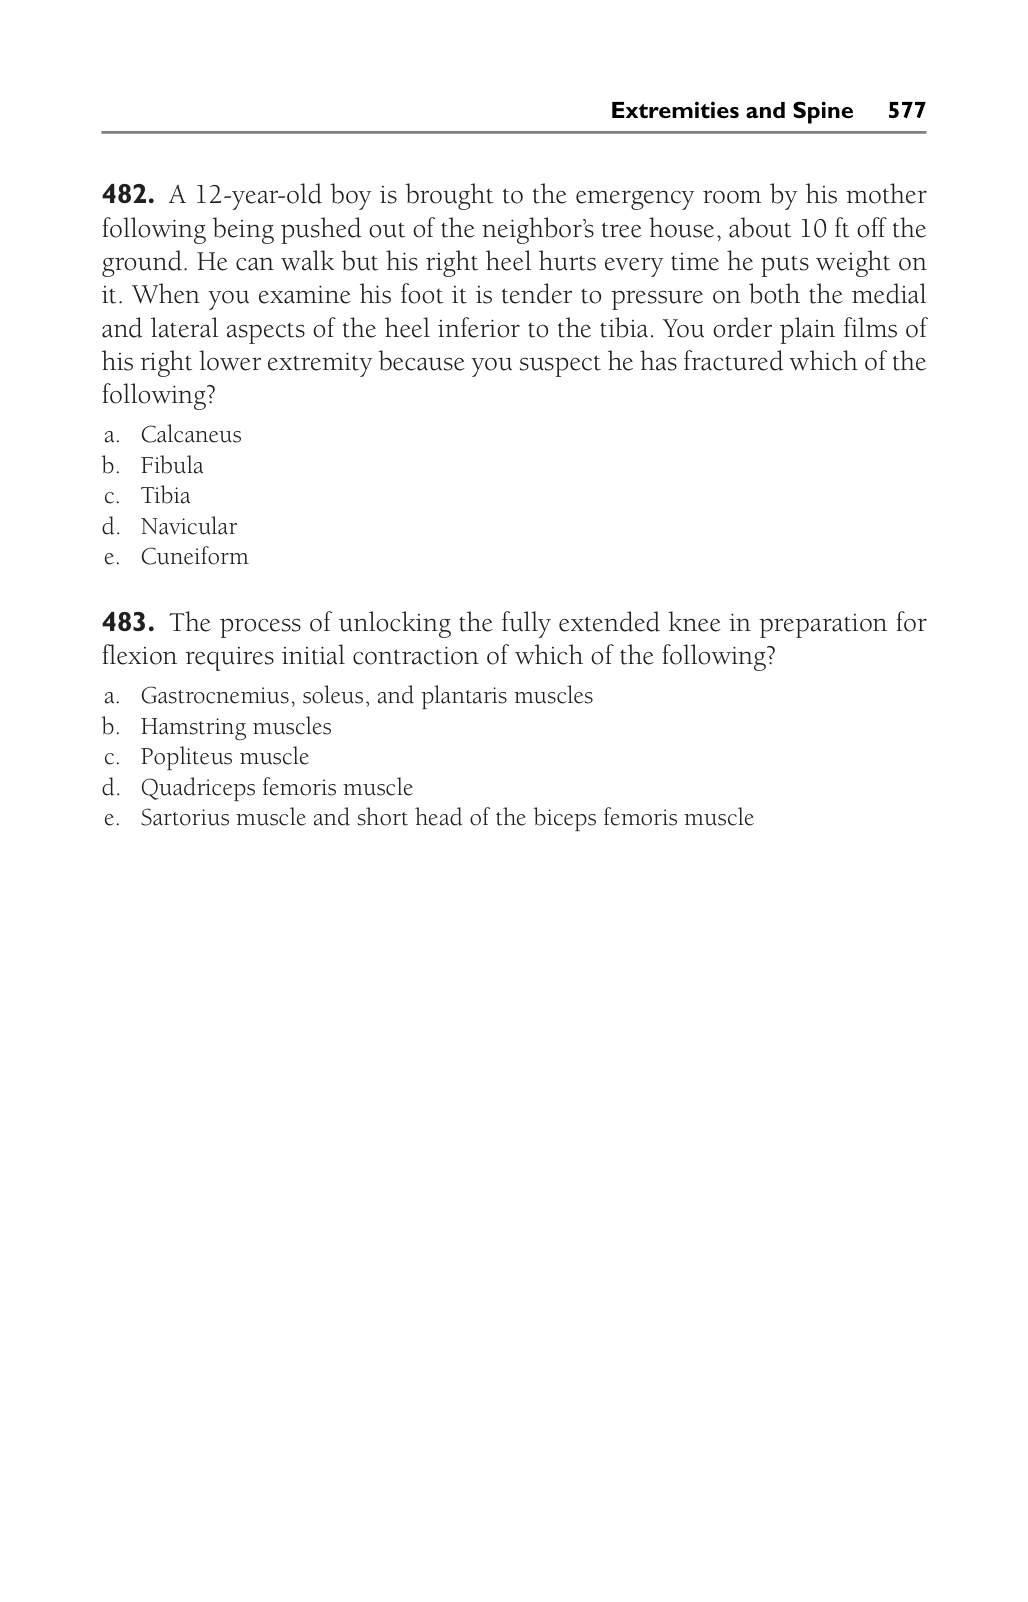 Extremities and Spine 577
482. A 12-year-old boy is brought to the emergency room by his mother
following being pushed out of the neighbor’s tree house, about 10 ft off the
ground. He can walk but his right heel hurts every time he puts weight on
it. When you examine his foot it is tender to pressure on both the medial
and lateral aspects of the heel inferior to the tibia. You order plain films of
his right lower extremity because you suspect he has fractured which of the
following?
a. Calcaneus
b. Fibula
c. Tibia
d. Navicular
e. Cuneiform
483. The process of unlocking the fully extended knee in preparation for
flexion requires initial contraction of which of the following?
a. Gastrocnemius, soleus, and plantaris muscles
b. Hamstring muscles
c. Popliteus muscle
d. Quadriceps femoris muscle
e. Sartorius muscle and short head of the biceps femoris muscle